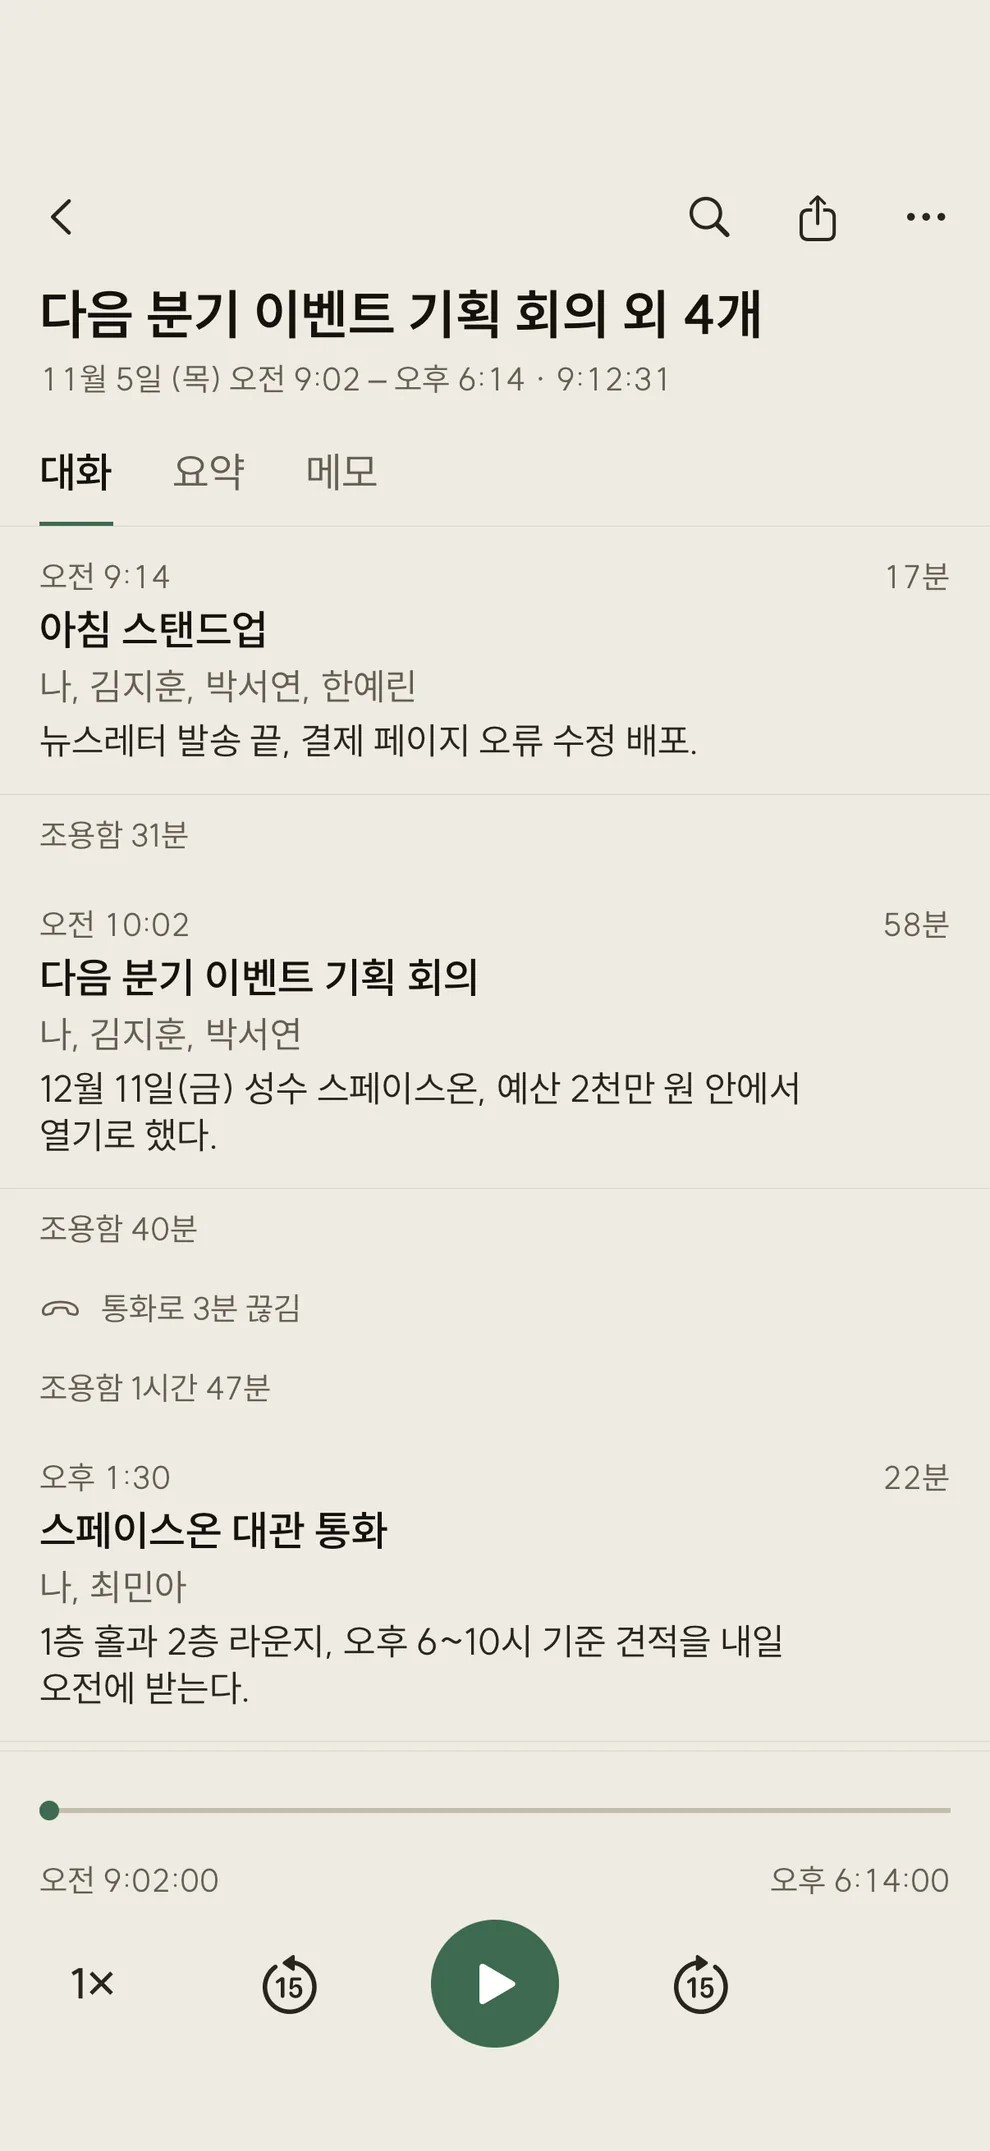 다음 분기 이벤트 기획 회의 외 4개
11월 5일 (목) 오전 9:02 – 오후 6:14 · 9:12:31
대화 요약 메모
오전 9:14 17분
아침 스탠드업
나, 김지훈, 박서연, 한예린
뉴스레터 발송 끝, 결제 페이지 오류 수정 배포.
조용함 31분
오전 10:02 58분
다음 분기 이벤트 기획 회의
나, 김지훈, 박서연
12월 11일(금) 성수 스페이스온, 예산 2천만 원 안에서
열기로 했다.
조용함 40분
통화로 3분 끊김
조용함 1시간 47분
오후 1:30 22분
스페이스온 대관 통화
나, 최민아
1층 홀과 2층 라운지, 오후 6~10시 기준 견적을 내일
오전에 받는다.
오전 9:02:00 오후 6:14:00
1× 15 15